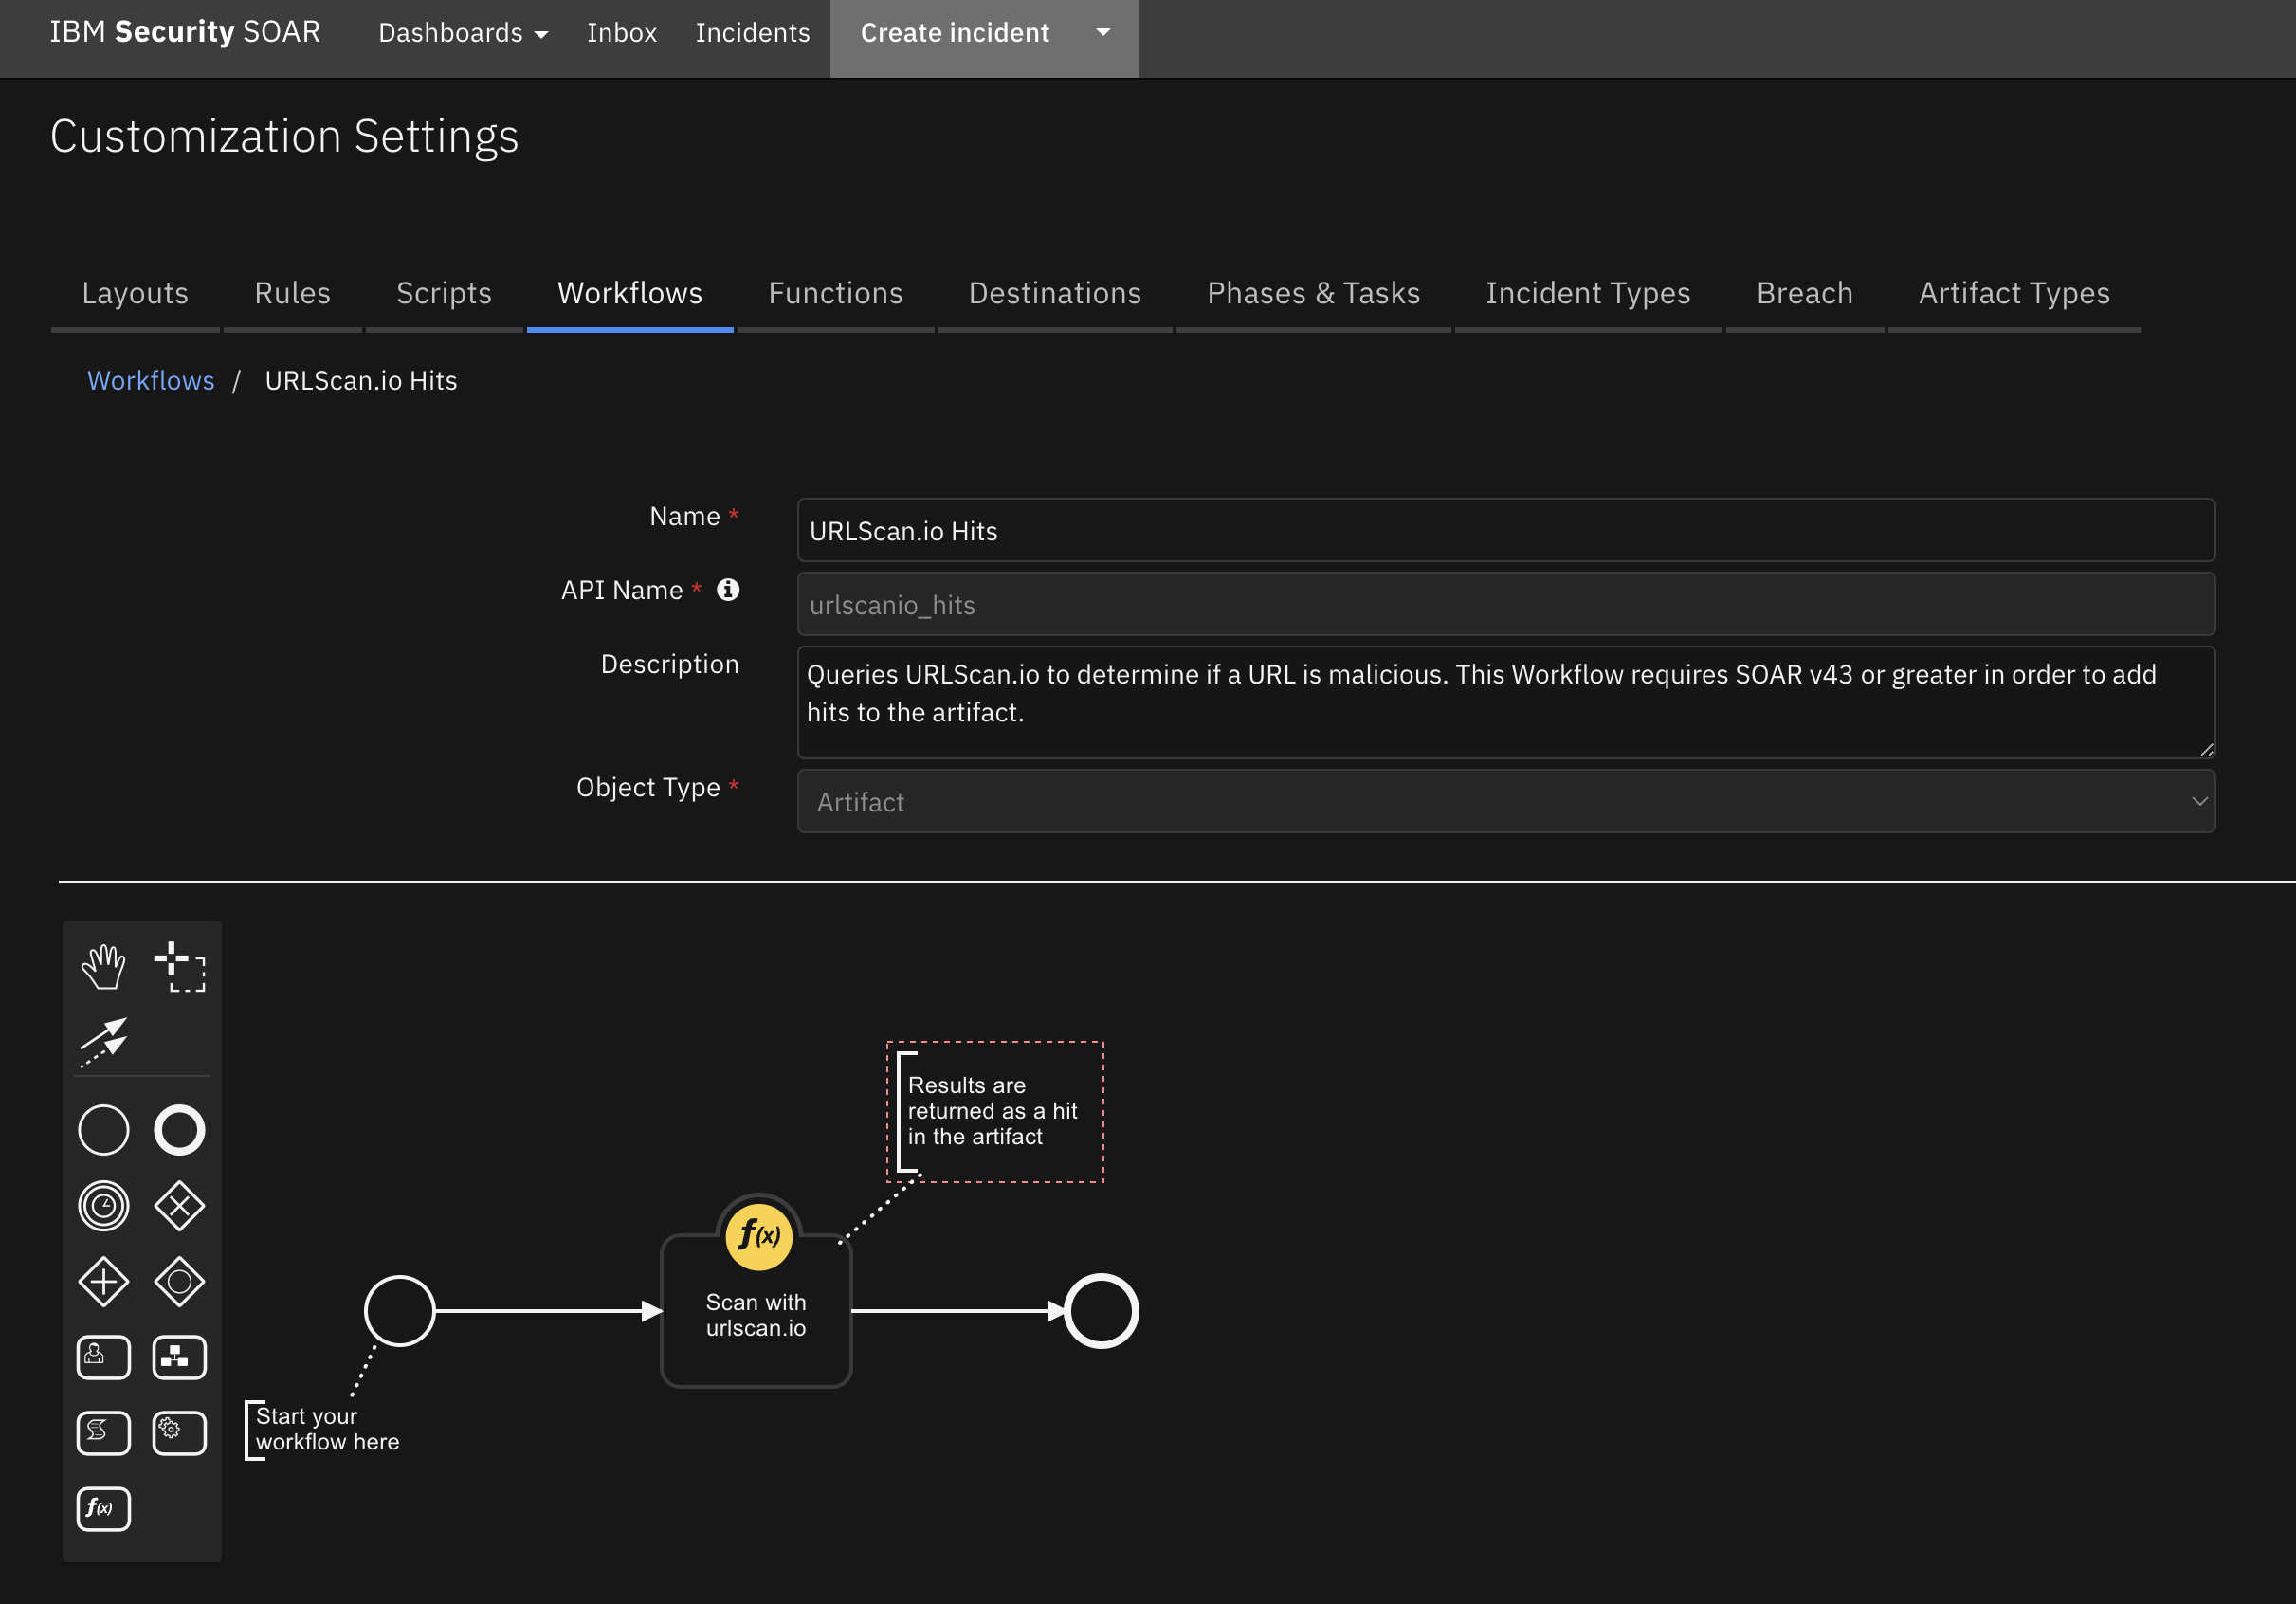 IBM Security SOAR Dashboards Inbox Incidents Create incident
Customization Settings
Layouts Rules Scripts Workflows Functions Destinations Phases & Tasks Incident Types Breach Artifact Types
Workflows / URLScan.io Hits
Name *
URLScan.io Hits
API Name *
urlscanio_hits
Description
Queries URLScan.io to determine if a URL is malicious. This Workflow requires SOAR v43 or greater in order to add
hits to the artifact.
Object Type *
Artifact
Results are
returned as a hit
in the artifact
f(x)
Scan with
urlscan.io
Start your
workflow here
f(x)